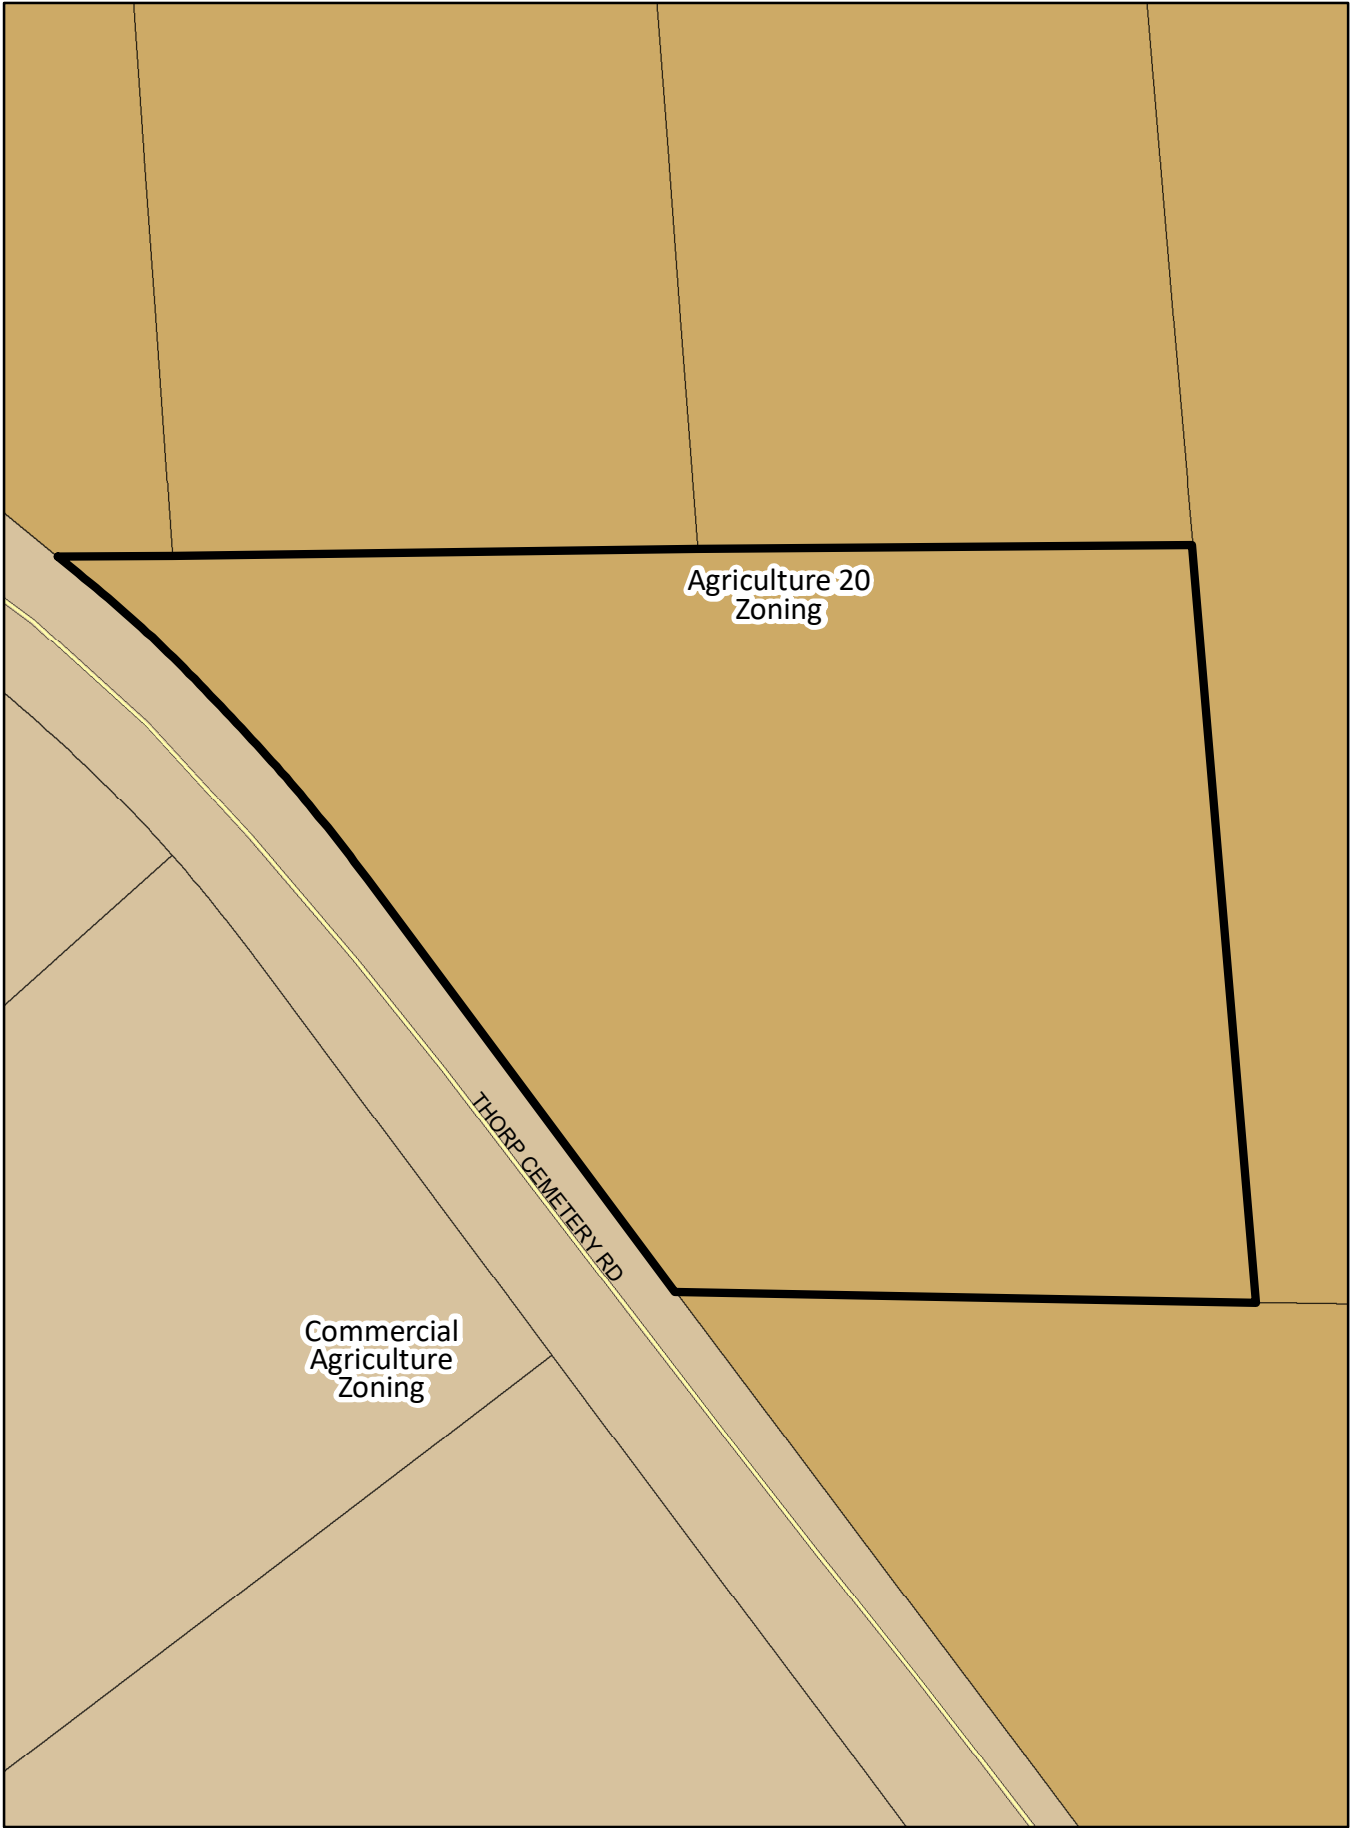 Agriculture 20
Zoning
THORP CEMETERY RD
Commercial
Agriculture
Zoning